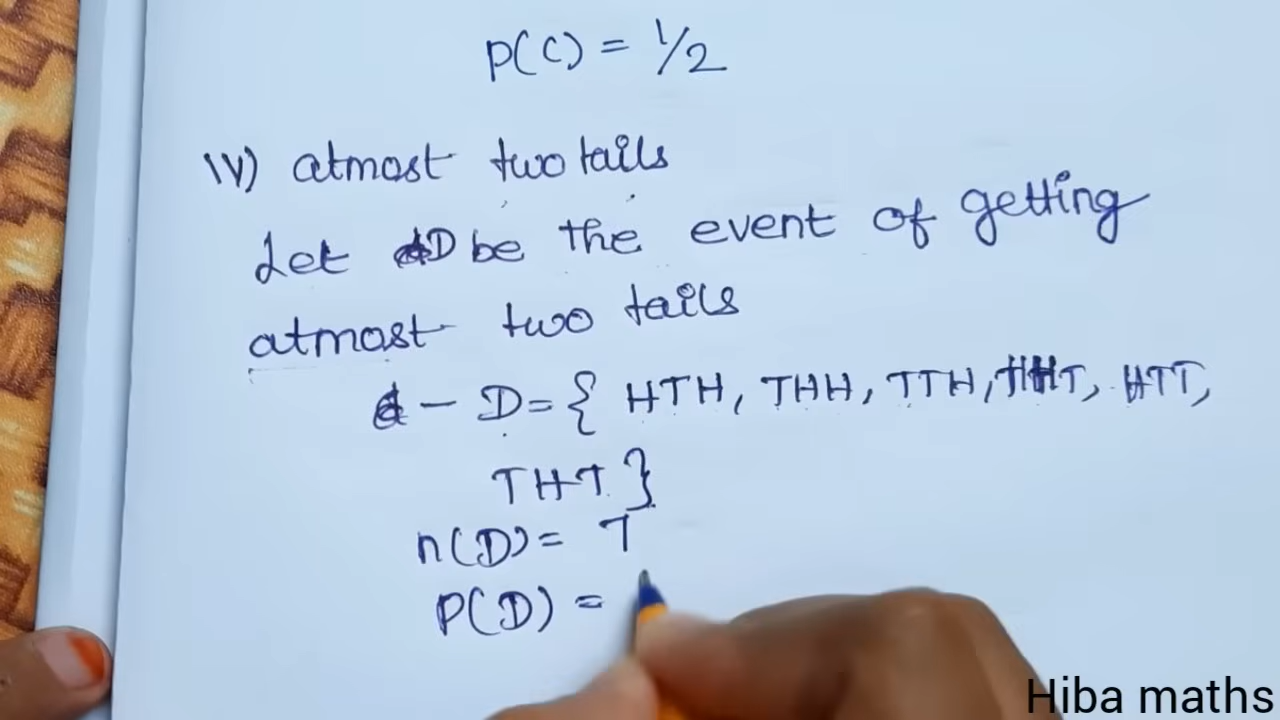 P(C) = 1/2
IV) atmost two tails
Let D be the event of getting
atmost two tails
- D = { HTH, THH, TTH, HHT, HTT,
THT }
n(D) = 7
P(D) =
Hiba maths